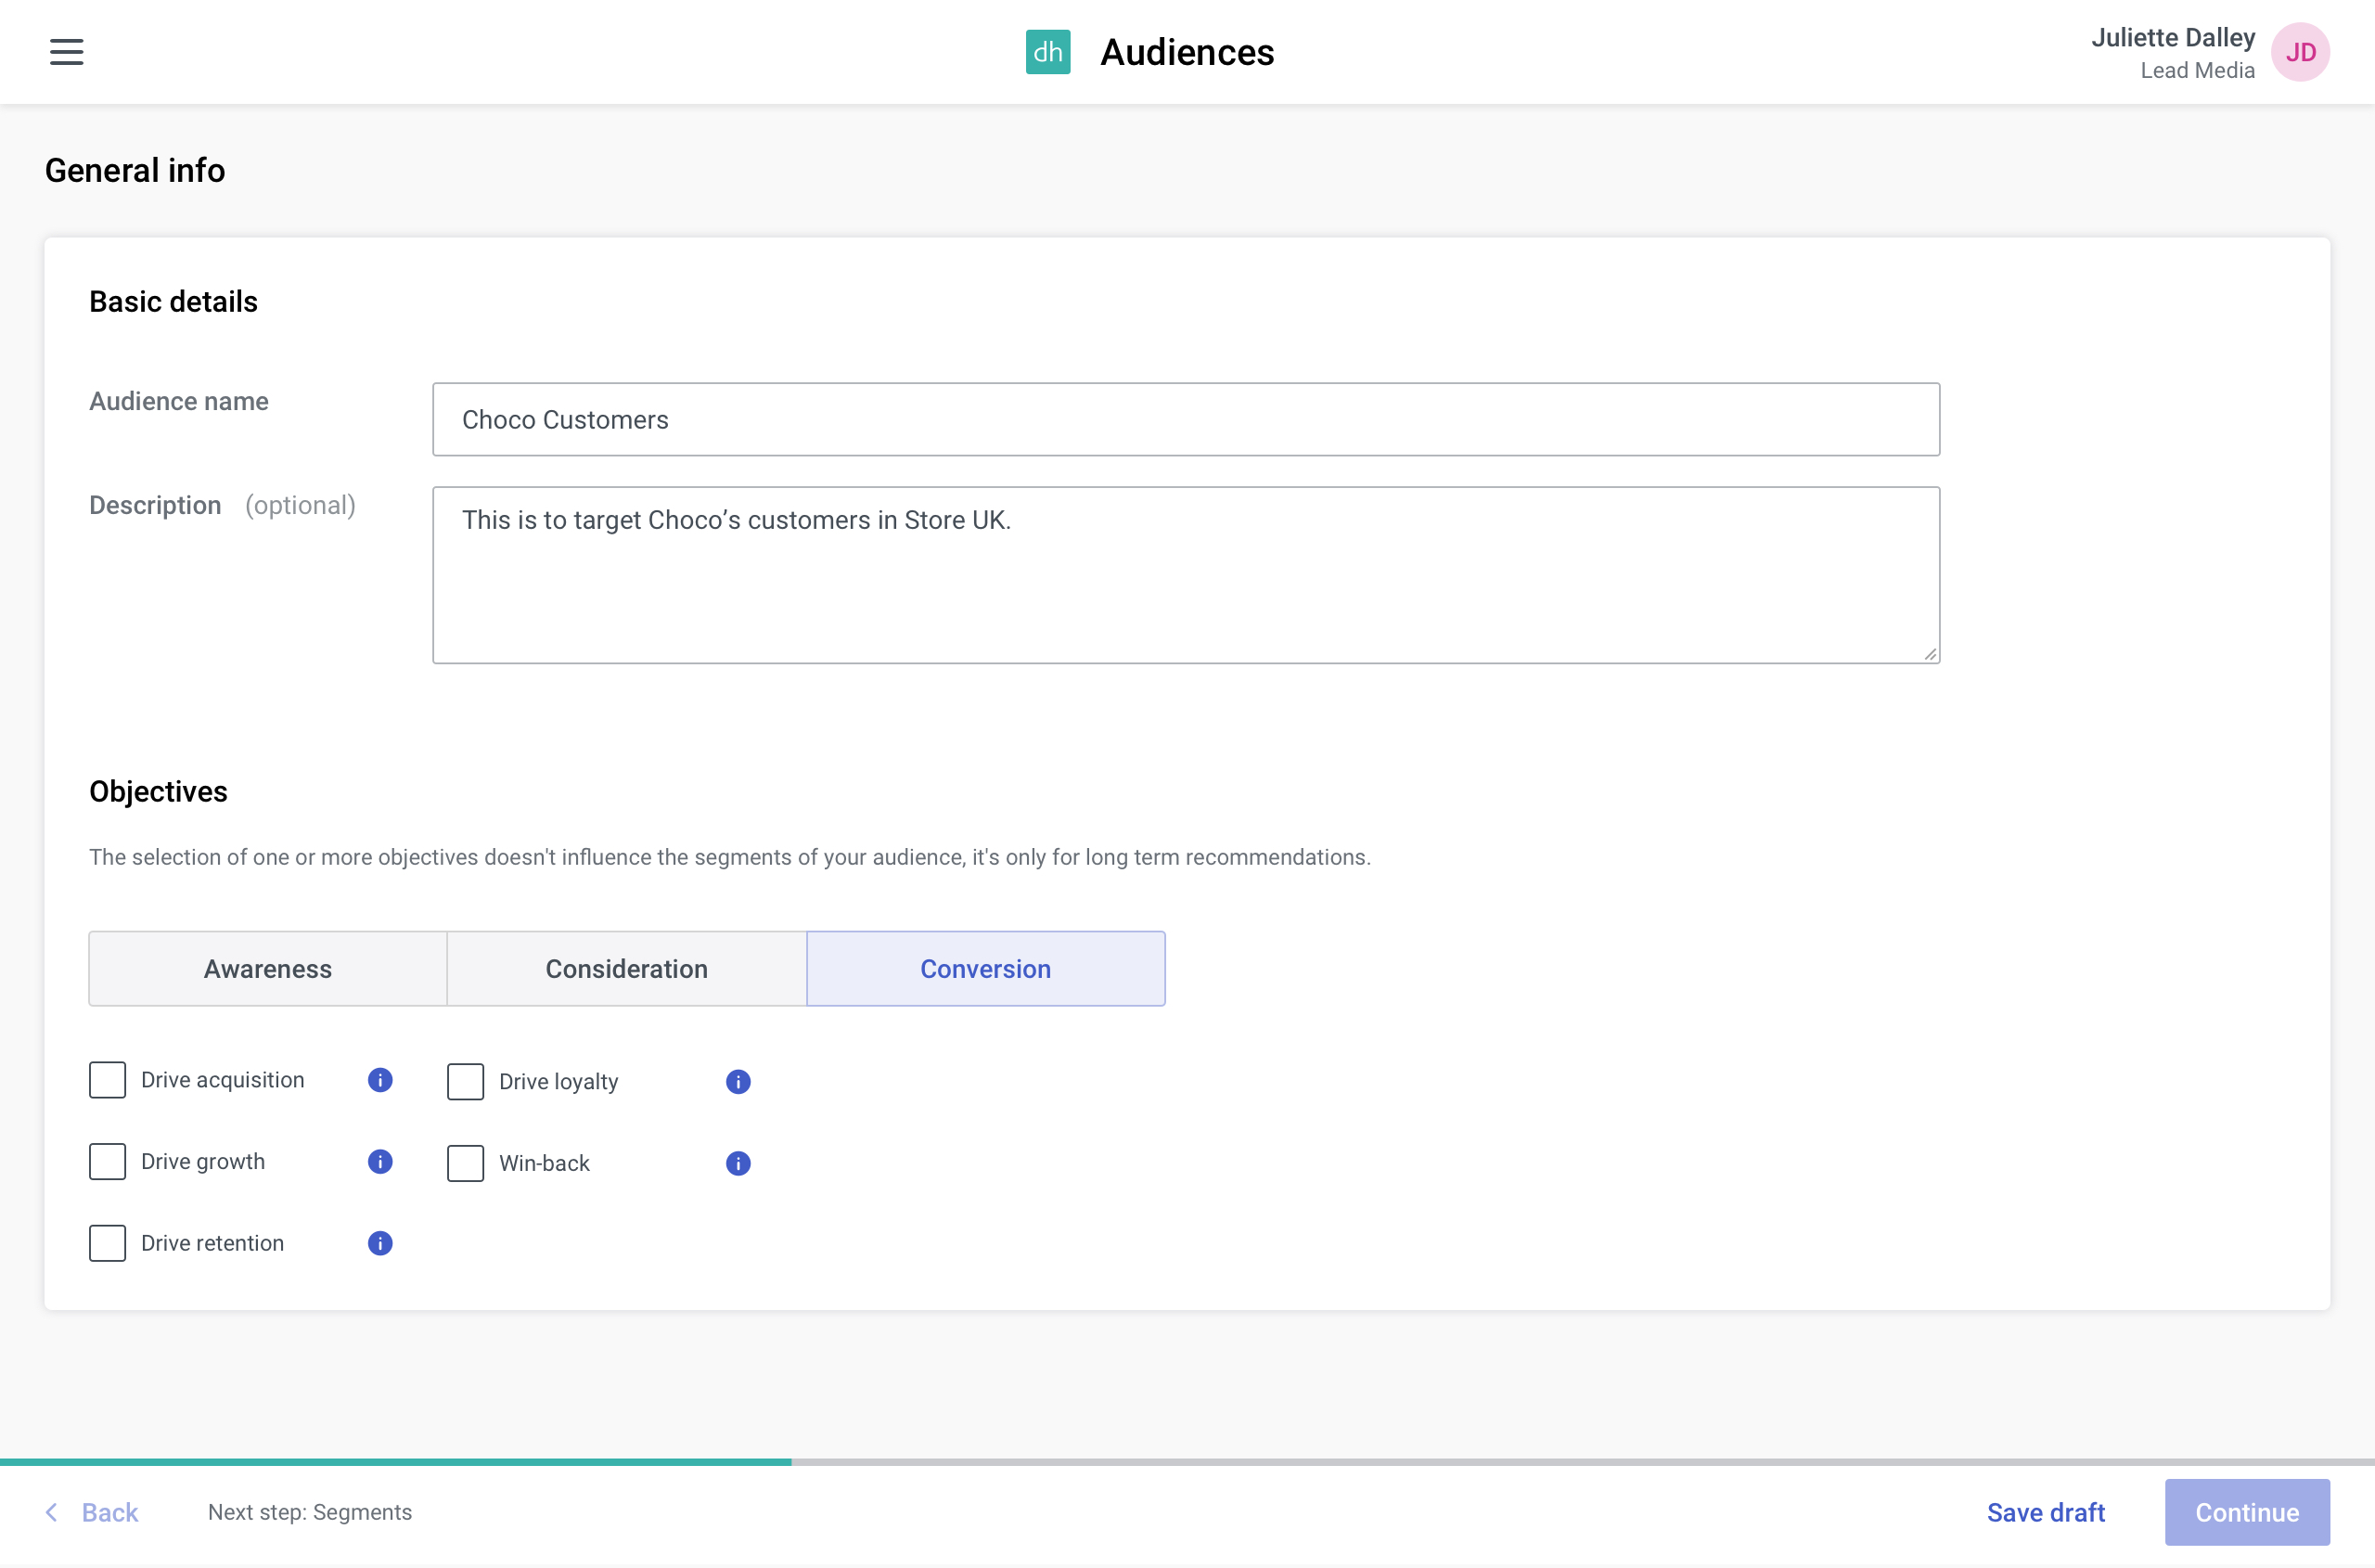 dh Audiences
Juliette Dalley
Lead Media
JD
General info
Basic details
Audience name
Choco Customers
Description (optional)
This is to target Choco’s customers in Store UK.
Objectives
The selection of one or more objectives doesn't influence the segments of your audience, it's only for long term recommendations.
Awareness Consideration Conversion
Drive acquisition i Drive loyalty i
Drive growth i Win-back i
Drive retention i
Back Next step: Segments Save draft Continue